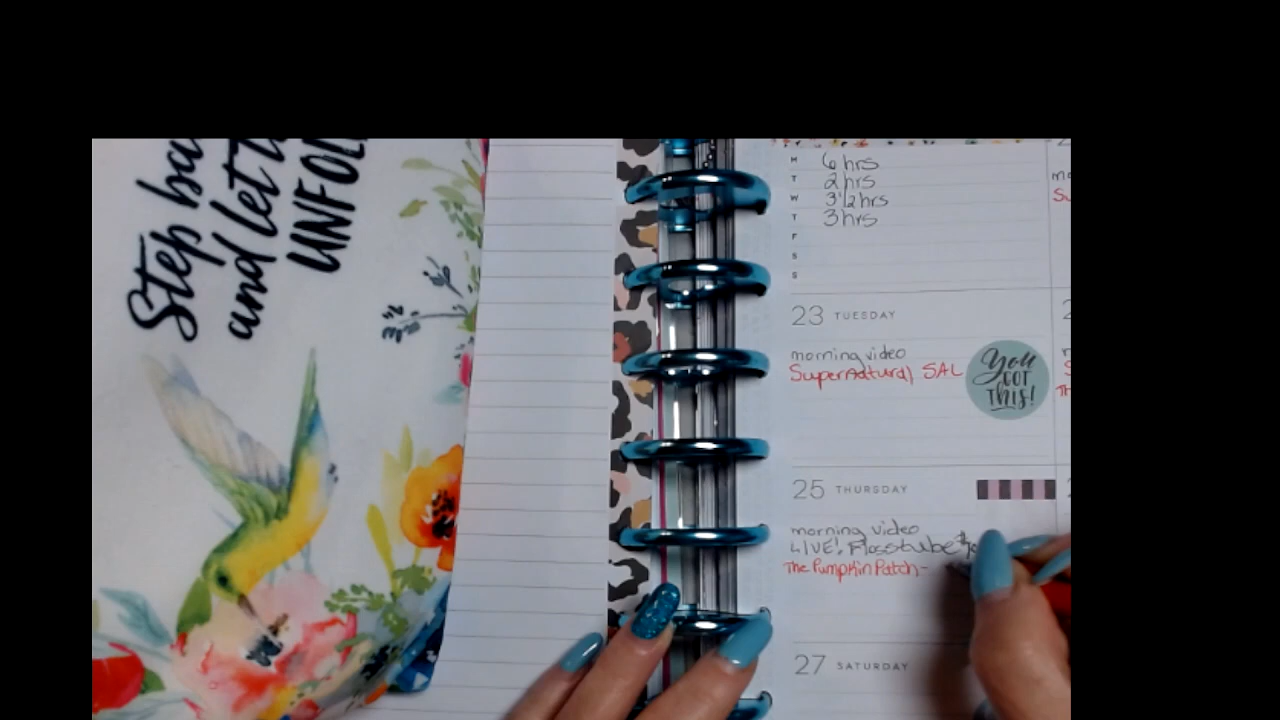 Step ba
and let t
UNFOL
M 6 hrs
T 2 hrs
W 3 1/2 hrs
T 3 hrs
F
S
S
23 TUESDAY
morning video
Supernatural SAL
You
GOT
THIS!
25 THURSDAY
morning video
LIVE! Flosstube
The Pumpkin Patch-
27 SATURDAY